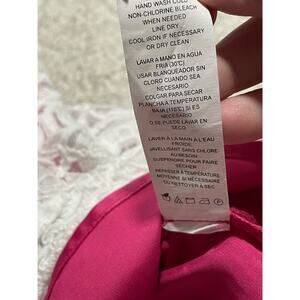 HAND WASH COLD
NON-CHLORINE BLEACH
WHEN NEEDED
LINE DRY
COOL IRON IF NECESSARY
OR DRY CLEAN
LAVAR A MANO EN AGUA
FRIA (30°C)
USAR BLANQUEADOR SIN
CLORO CUANDO SEA
NECESARIO
COLGAR PARA SECAR
PLANCHA A TEMPERATURA
BAJA (110°C) SI ES
NECESARIO
O SE PUEDE LAVAR EN
SECO
LAVER À LA MAIN À L'EAU
FROIDE
JAVELLISANT SANS CHLORE
AU BESOIN
SUSPENDRE POUR FAIRE
SÉCHER
REPASSER À TEMPÉRATURE
MOYENNE SI NÉCESSAIRE
OU NETTOYER À SEC